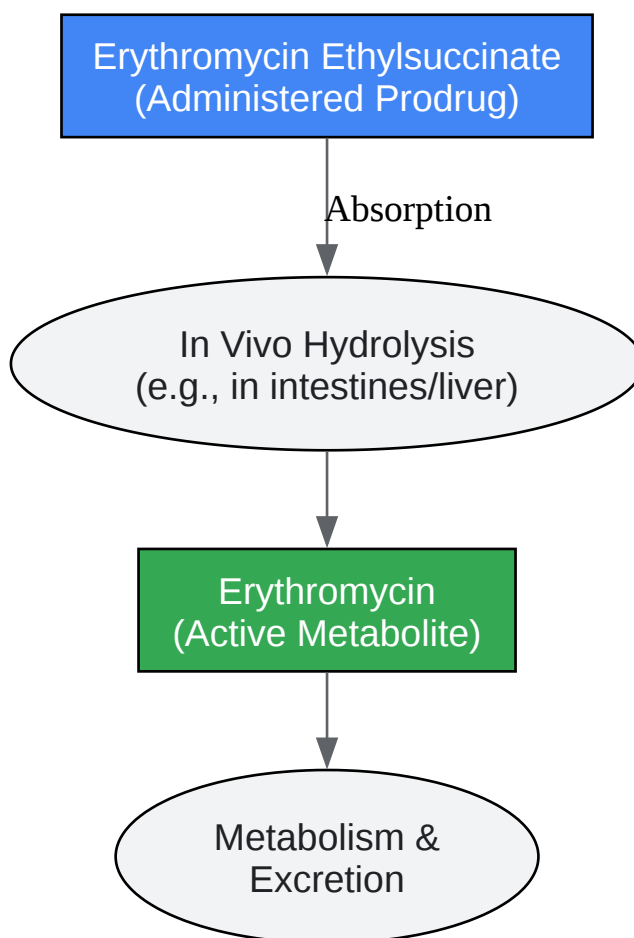 Erythromycin Ethylsuccinate
(Administered Prodrug)
Absorption
In Vivo Hydrolysis
(e.g., in intestines/liver)
Erythromycin
(Active Metabolite)
Metabolism &
Excretion